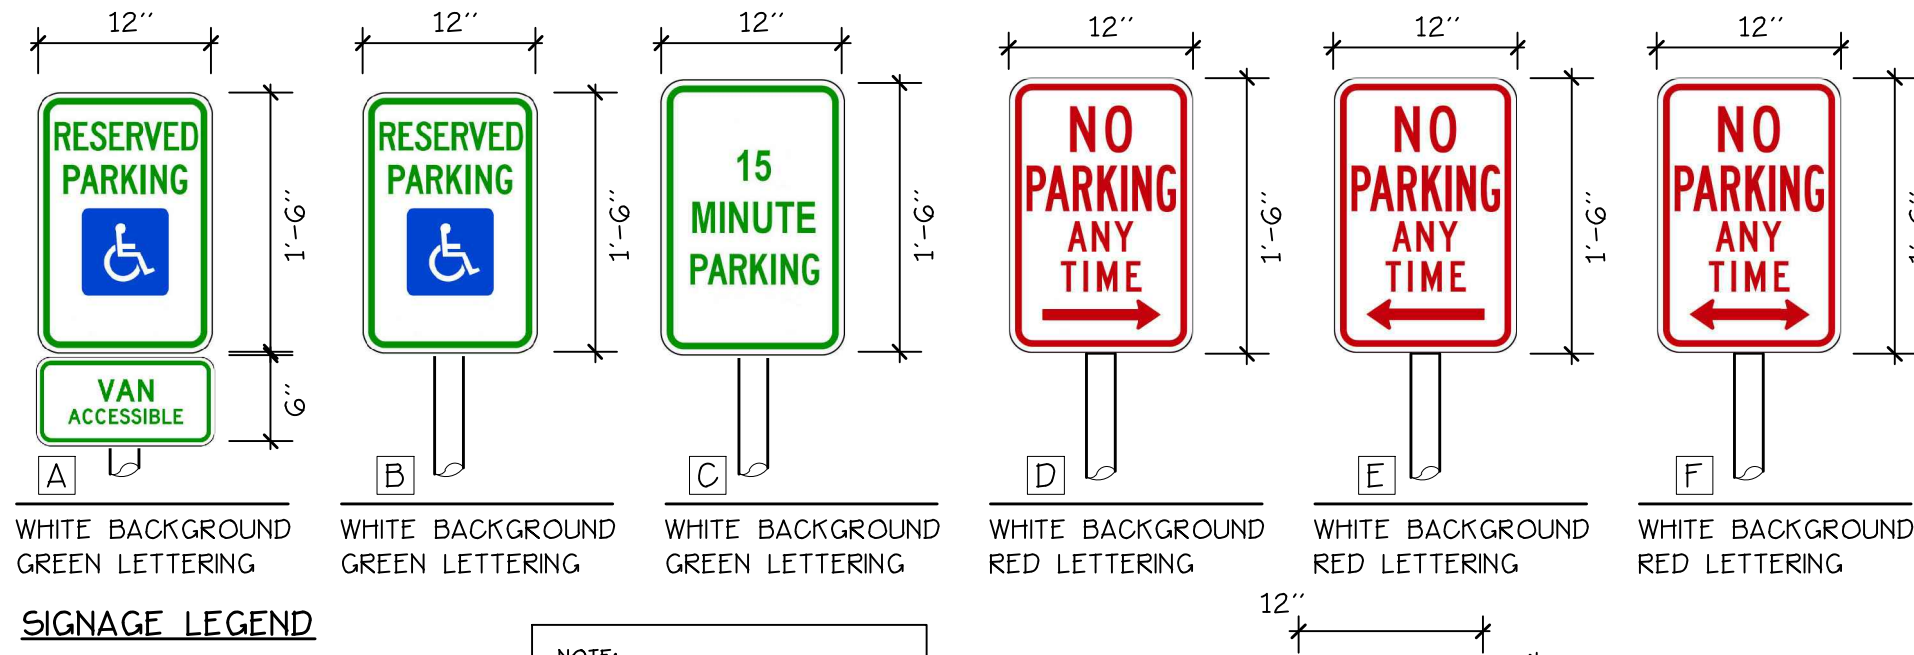 12"
12"
12"
12"
12"
12"
RESERVED
PARKING
1'-6"
VAN
ACCESSIBLE
6"
A
WHITE BACKGROUND
GREEN LETTERING
RESERVED
PARKING
1'-6"
B
WHITE BACKGROUND
GREEN LETTERING
15
MINUTE
PARKING
1'-6"
C
WHITE BACKGROUND
GREEN LETTERING
NO
PARKING
ANY
TIME
1'-6"
D
WHITE BACKGROUND
RED LETTERING
NO
PARKING
ANY
TIME
1'-6"
E
WHITE BACKGROUND
RED LETTERING
NO
PARKING
ANY
TIME
F
WHITE BACKGROUND
RED LETTERING
SIGNAGE LEGEND
NOTE:
12"